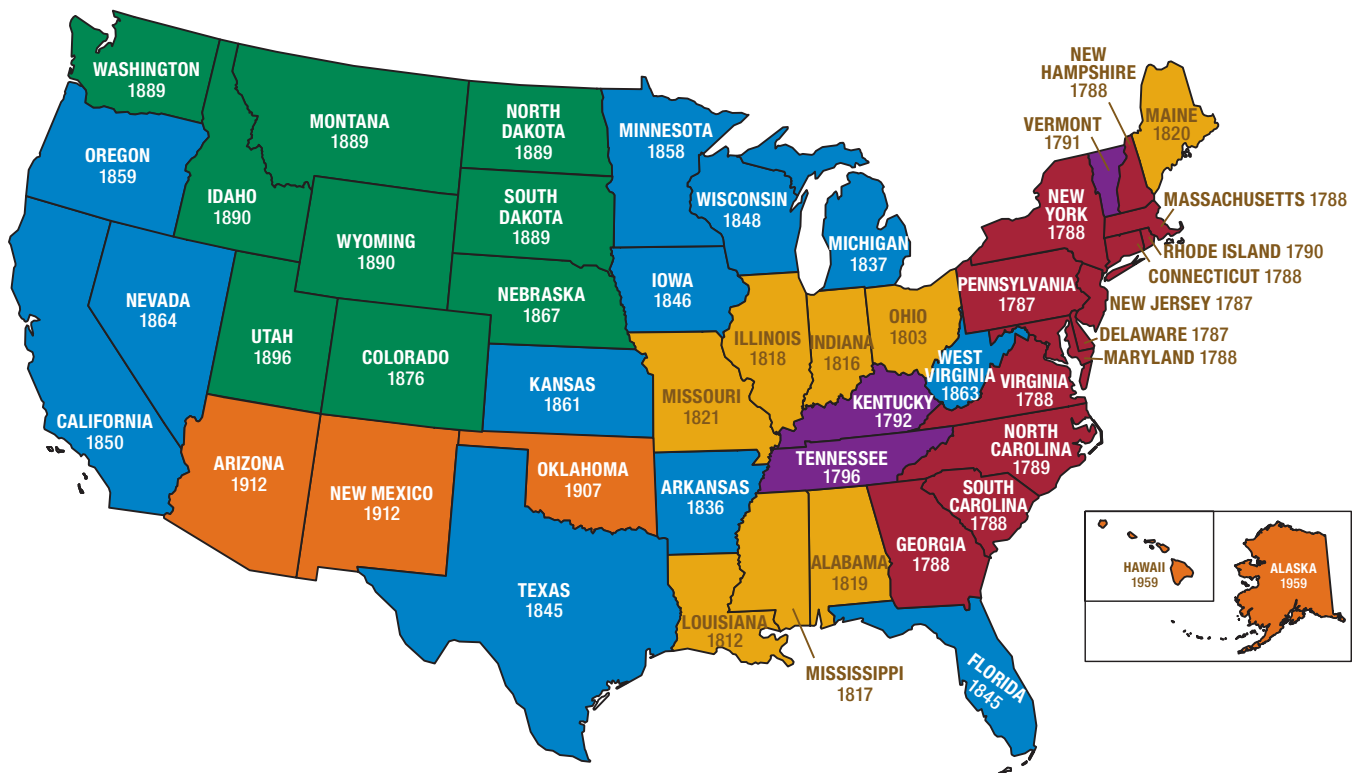 WASHINGTON
1889
OREGON
1859
CALIFORNIA
1850
NEVADA
1864
IDAHO
1890
MONTANA
1889
WYOMING
1890
UTAH
1896
COLORADO
1876
ARIZONA
1912
NEW MEXICO
1912
NORTH
DAKOTA
1889
SOUTH
DAKOTA
1889
NEBRASKA
1867
KANSAS
1861
OKLAHOMA
1907
TEXAS
1845
MINNESOTA
1858
IOWA
1846
MISSOURI
1821
ARKANSAS
1836
LOUISIANA
1812
WISCONSIN
1848
ILLINOIS
1818
MICHIGAN
1837
INDIANA
1816
OHIO
1803
KENTUCKY
1792
TENNESSEE
1796
MISSISSIPPI
1817
ALABAMA
1819
GEORGIA
1788
FLORIDA
1845
SOUTH
CAROLINA
1788
NORTH
CAROLINA
1789
VIRGINIA
1788
WEST
VIRGINIA
1863
PENNSYLVANIA
1787
NEW
YORK
1788
VERMONT
1791
NEW
HAMPSHIRE
1788
MAINE
1820
MASSACHUSETTS 1788
RHODE ISLAND 1790
CONNECTICUT 1788
NEW JERSEY 1787
DELAWARE 1787
MARYLAND 1788
HAWAII
1959
ALASKA
1959